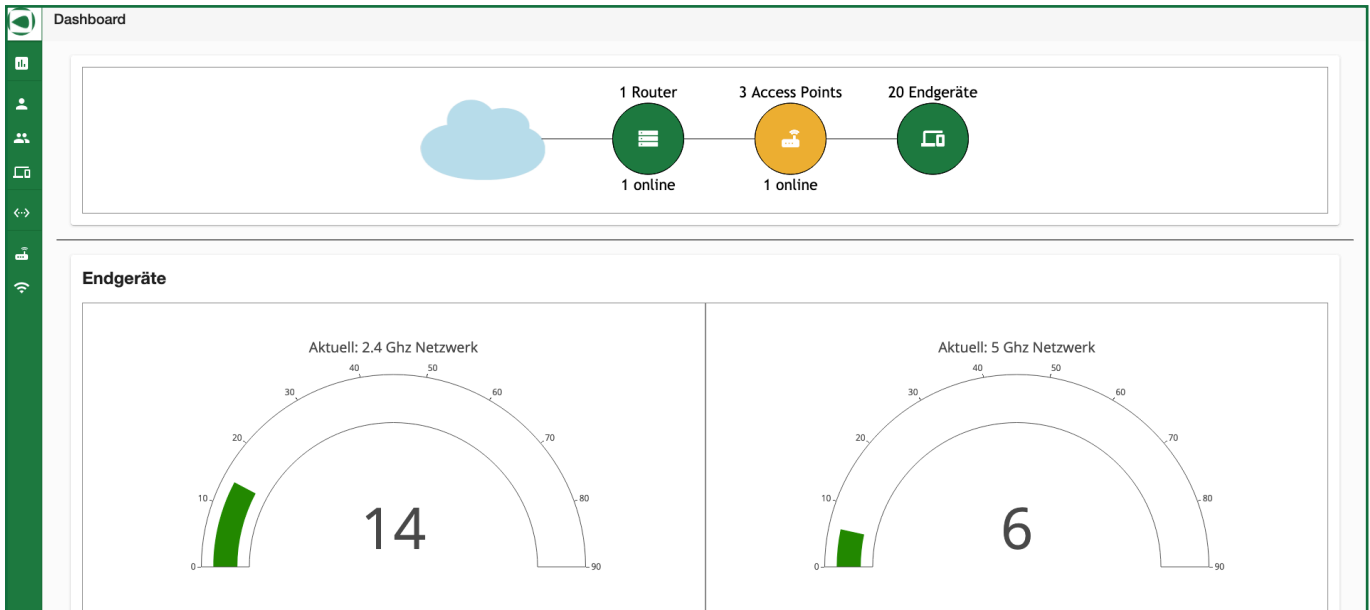 Dashboard
1 Router
3 Access Points
20 Endgeräte
1 online
1 online
Endgeräte
Aktuell: 2.4 Ghz Netzwerk
0
10
20
30
40
50
60
70
80
90
14
Aktuell: 5 Ghz Netzwerk
0
10
20
30
40
50
60
70
80
90
6